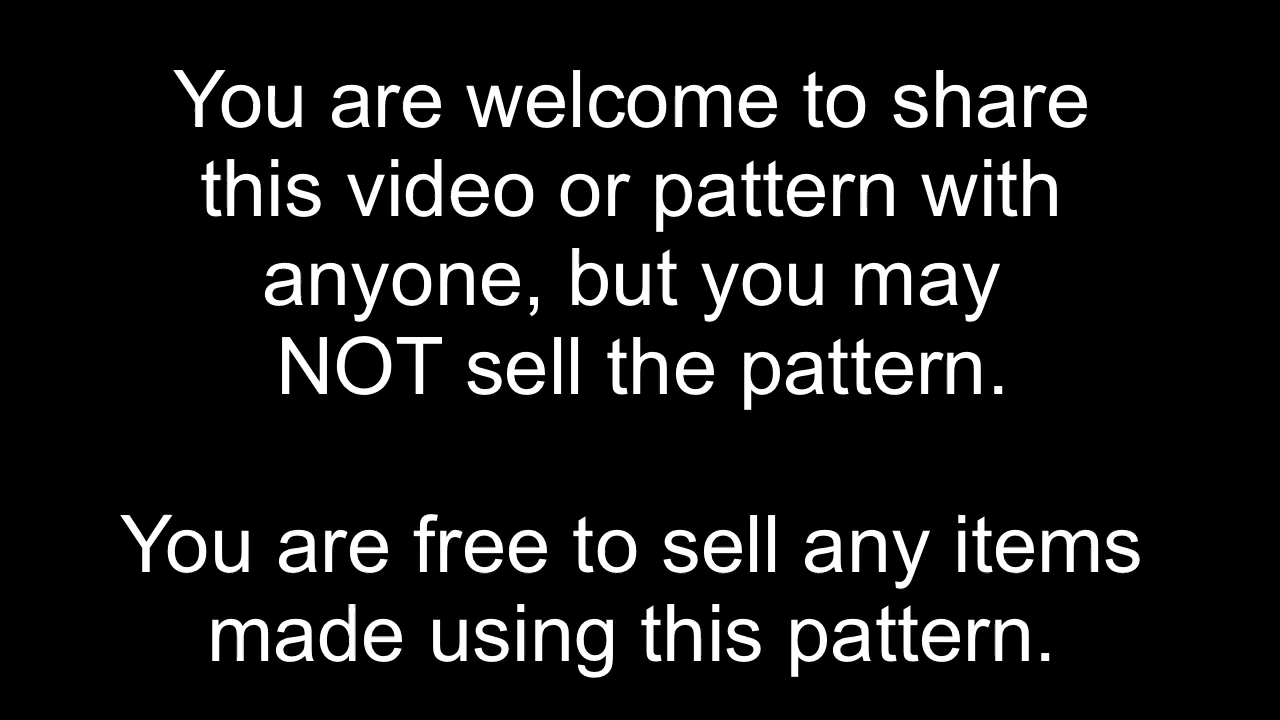 You are welcome to share
this video or pattern with
anyone, but you may
NOT sell the pattern.
You are free to sell any items
made using this pattern.